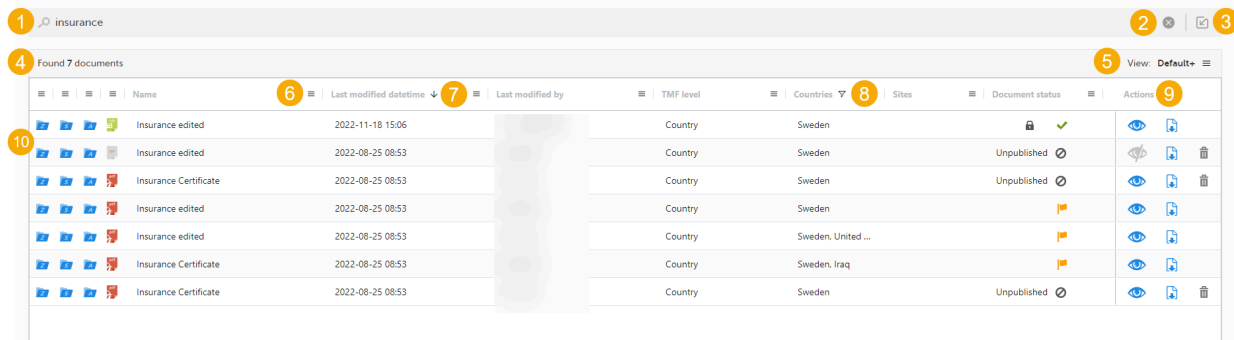 1 insurance 2 3
4 Found 7 documents 5 View: Default+
Name 6 Last modified datetime 7 Last modified by TMF level Countries 8 Sites Document status Actions 9
Z S A Insurance edited 2022-11-18 15:06 Country Sweden
10 Z S A Insurance edited 2022-08-25 08:53 Country Sweden Unpublished
Z S A Insurance Certificate 2022-08-25 08:53 Country Sweden Unpublished
Z S A Insurance edited 2022-08-25 08:53 Country Sweden
Z S A Insurance edited 2022-08-25 08:53 Country Sweden, United ...
Z S A Insurance Certificate 2022-08-25 08:53 Country Sweden, Iraq
Z S A Insurance Certificate 2022-08-25 08:53 Country Sweden Unpublished